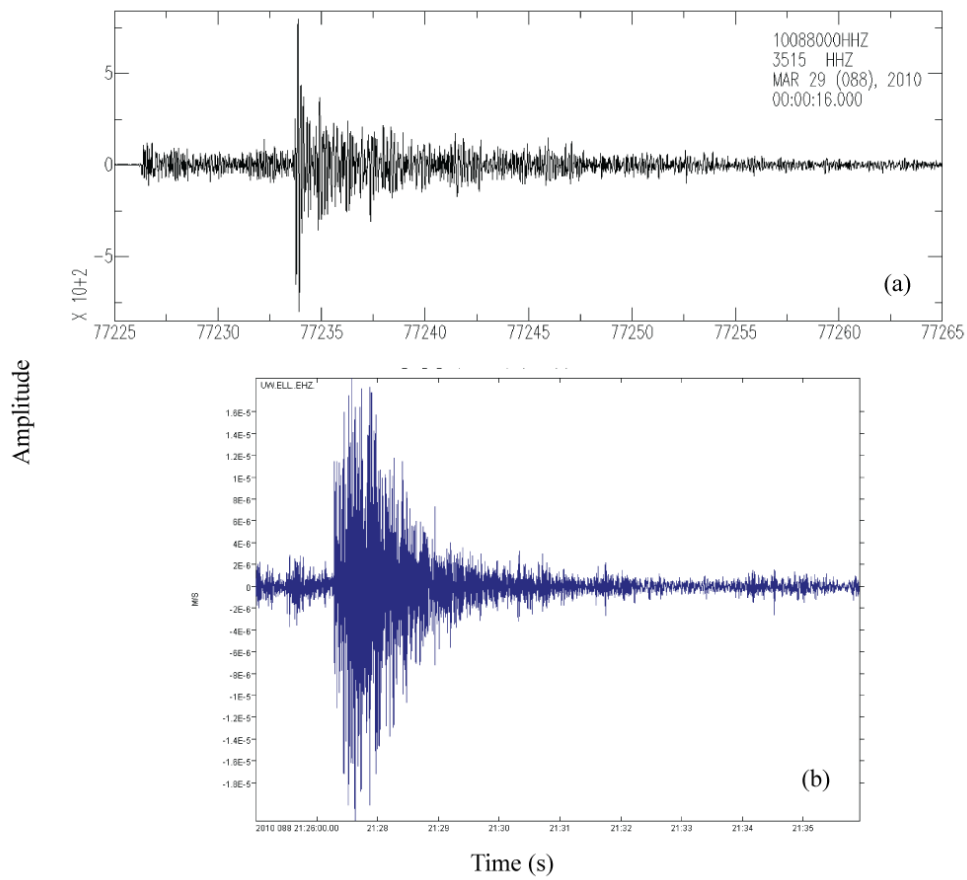 10088000HHZ
3515 HHZ
MAR 29 (088), 2010
00:00:16.000
5
0
−5
X 10+2
(a)
77225 77230 77235 77240 77245 77250 77255 77260 77265
Amplitude
UW.ELL.EHZ.
1.6E-5
1.4E-5
1.2E-5
1E-5
8E-6
6E-6
4E-6
2E-6
0
-2E-6
-4E-6
-6E-6
-8E-6
-1E-5
-1.2E-5
-1.4E-5
-1.6E-5
-1.8E-5
M/S
(b)
2010 088 21:26:00.00 21:28 21:29 21:30 21:31 21:32 21:33 21:34 21:35
Time (s)